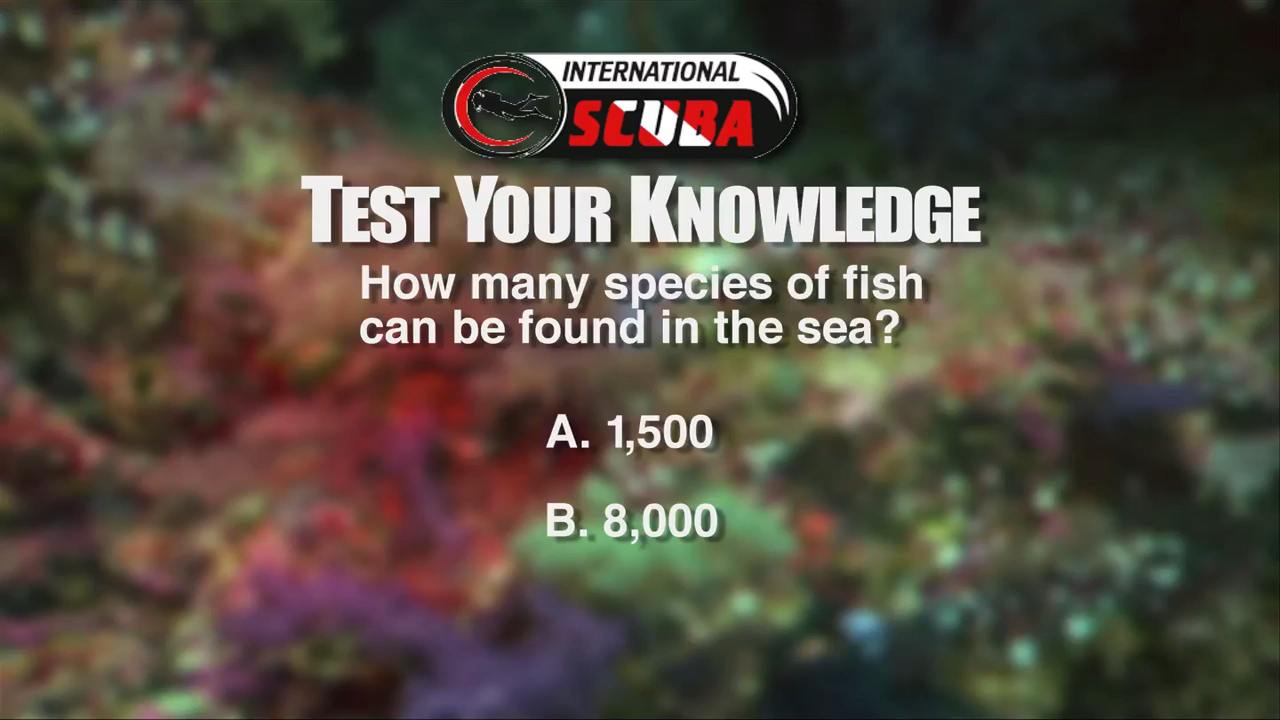 INTERNATIONAL
SCUBA
TEST YOUR KNOWLEDGE
How many species of fish
can be found in the sea?
A. 1,500
B. 8,000